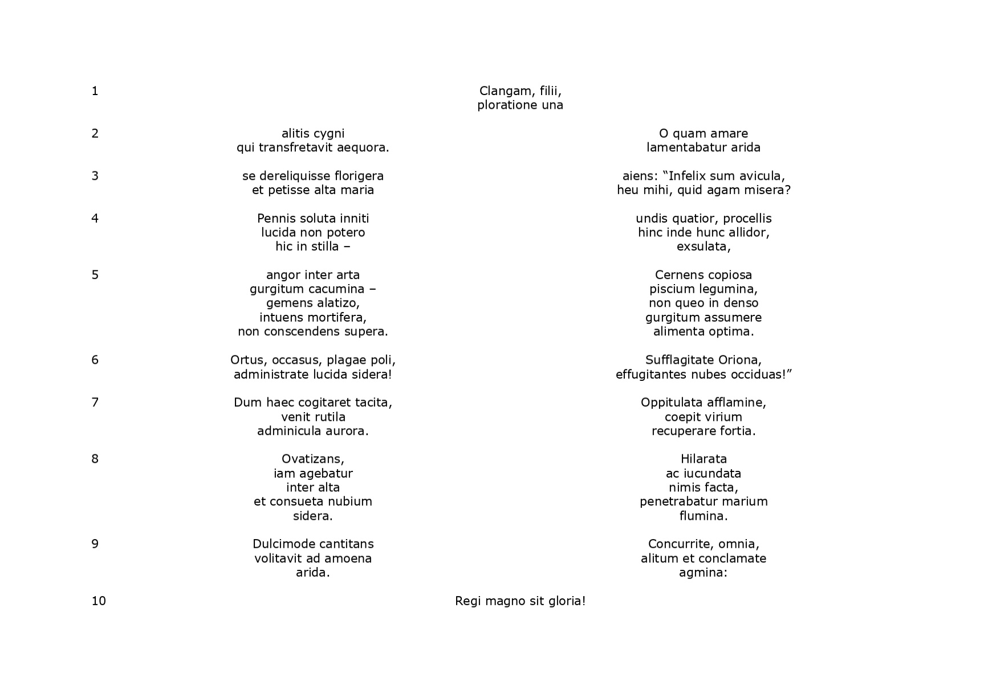 1
Clangam, filii,
ploratione una
2
alitis cygni
qui transfretavit aequora.
O quam amare
lamentabatur arida
3
se dereliquisse florigera
et petisse alta maria
aiens: “Infelix sum avicula,
heu mihi, quid agam misera?
4
Pennis soluta inniti
lucida non potero
hic in stilla –
undis quatior, procellis
hinc inde hunc allidor,
exsulata,
5
angor inter arta
gurgitum cacumina –
gemens alatizo,
intuens mortifera,
non conscendens supera.
Cernens copiosa
piscium legumina,
non queo in denso
gurgitum assumere
alimenta optima.
6
Ortus, occasus, plagae poli,
administrate lucida sidera!
Sufflagitate Oriona,
effugitantes nubes occiduas!”
7
Dum haec cogitaret tacita,
venit rutila
adminicula aurora.
Oppitulata afflamine,
coepit virium
recuperare fortia.
8
Ovatizans,
iam agebatur
inter alta
et consueta nubium
sidera.
Hilarata
ac iucundata
nimis facta,
penetrabatur marium
flumina.
9
Dulcimode cantitans
volitavit ad amoena
arida.
Concurrite, omnia,
alitum et conclamate
agmina:
10
Regi magno sit gloria!